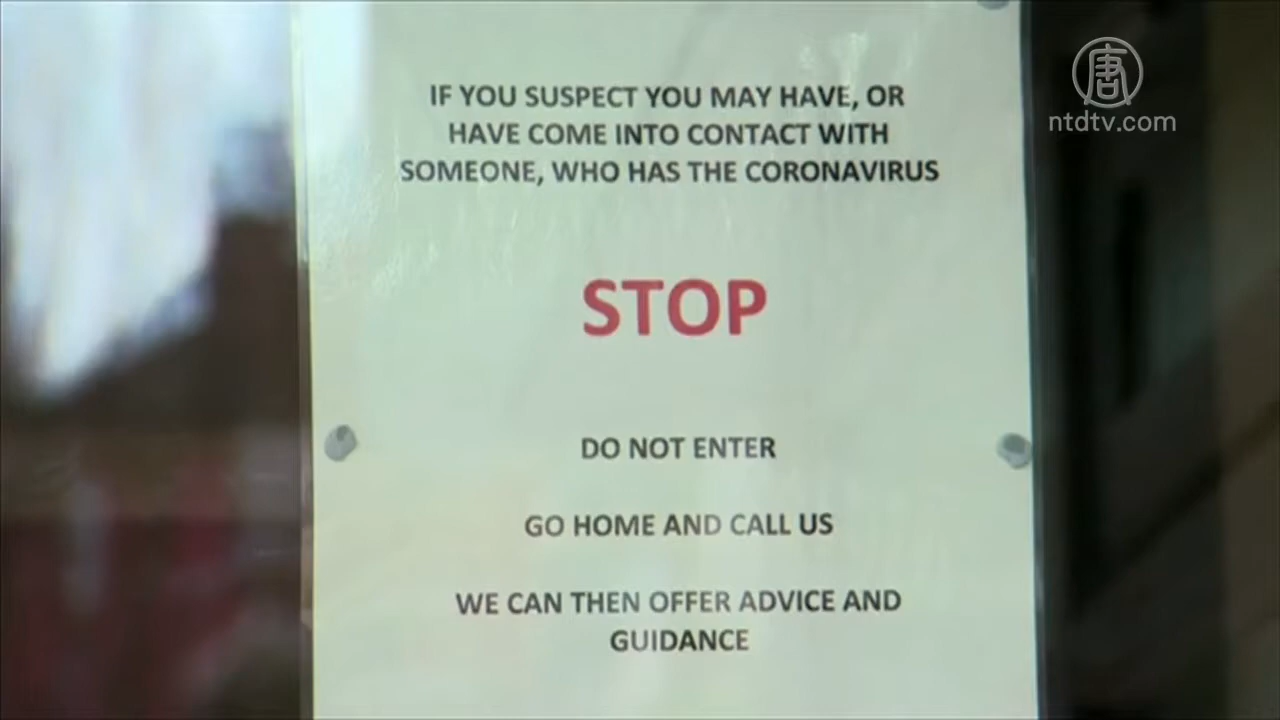 唐
ntdtv.com
IF YOU SUSPECT YOU MAY HAVE, OR
HAVE COME INTO CONTACT WITH
SOMEONE, WHO HAS THE CORONAVIRUS
STOP
DO NOT ENTER
GO HOME AND CALL US
WE CAN THEN OFFER ADVICE AND
GUIDANCE